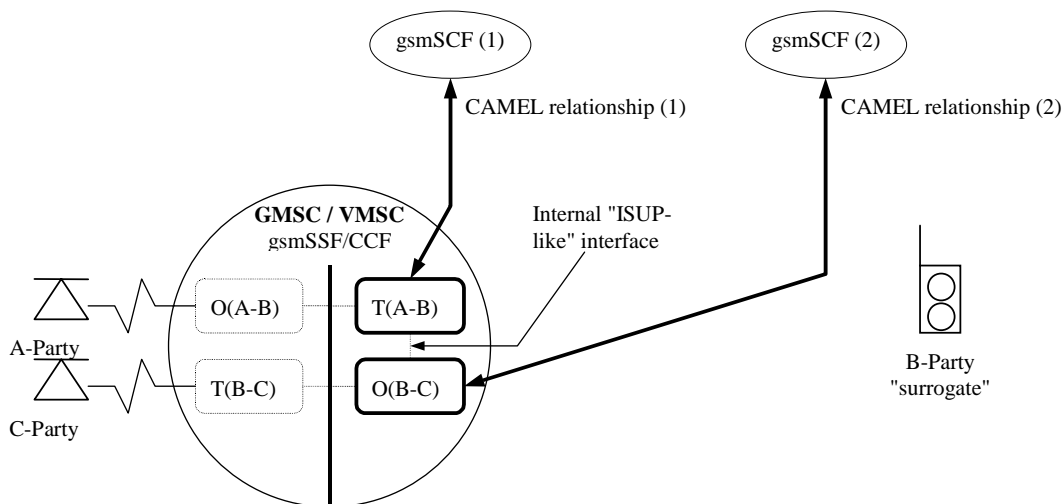 gsmSCF (1)
gsmSCF (2)
CAMEL relationship (1)
CAMEL relationship (2)
GMSC / VMSC
gsmSSF/CCF
Internal "ISUP-
like" interface
O(A-B)
T(A-B)
A-Party
T(B-C)
O(B-C)
C-Party
B-Party
"surrogate"